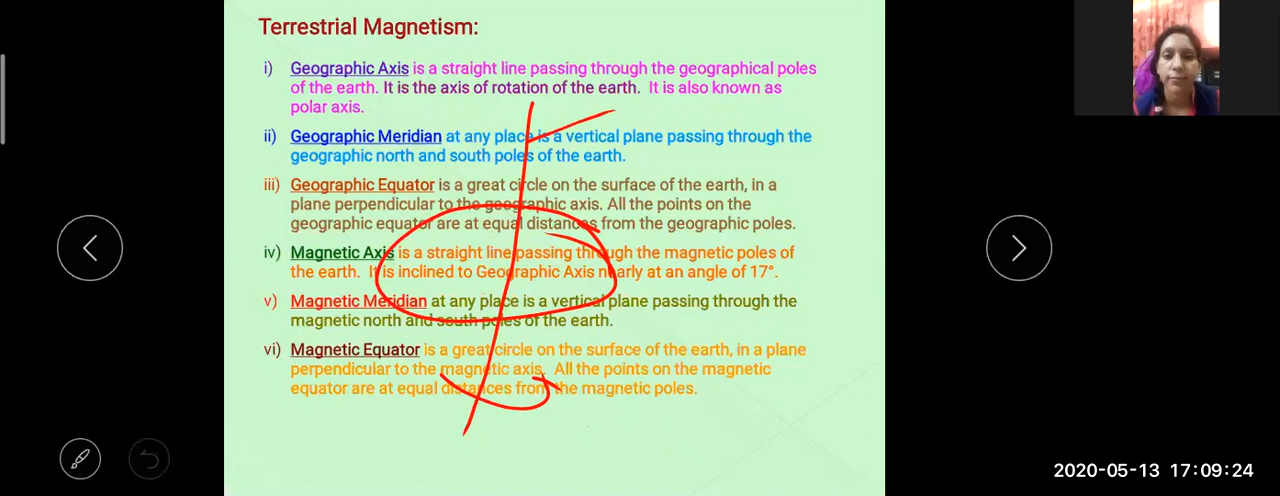 Terrestrial Magnetism:
i) Geographic Axis is a straight line passing through the geographical poles
of the earth. It is the axis of rotation of the earth. It is also known as
polar axis.
ii) Geographic Meridian at any place is a vertical plane passing through the
geographic north and south poles of the earth.
iii) Geographic Equator is a great circle on the surface of the earth, in a
plane perpendicular to the geographic axis. All the points on the
geographic equator are at equal distances from the geographic poles.
iv) Magnetic Axis is a straight line passing through the magnetic poles of
the earth. It is inclined to Geographic Axis nearly at an angle of 17°.
v) Magnetic Meridian at any place is a vertical plane passing through the
magnetic north and south poles of the earth.
vi) Magnetic Equator is a great circle on the surface of the earth, in a plane
perpendicular to the magnetic axis. All the points on the magnetic
equator are at equal distances from the magnetic poles.
2020-05-13 17:09:24